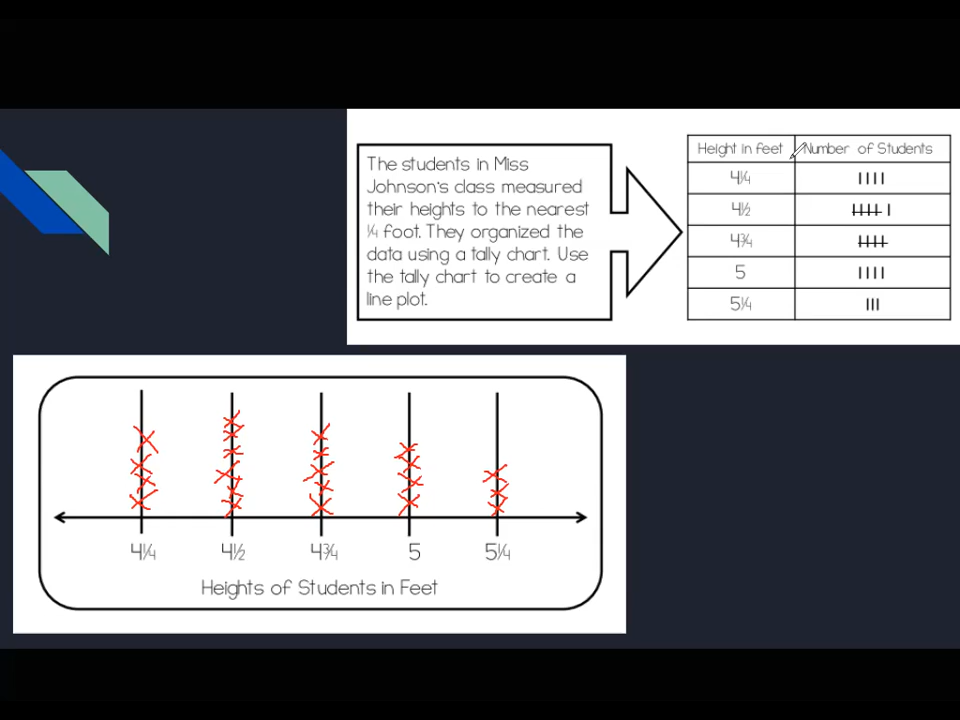 The students in Miss
Johnson's class measured
their heights to the nearest
¼ foot. They organized the
data using a tally chart. Use
the tally chart to create a
line plot.
Height in feet Number of Students
4¼
4½
4¾
5
5¼
4¼ 4½ 4¾ 5 5¼
Heights of Students in Feet